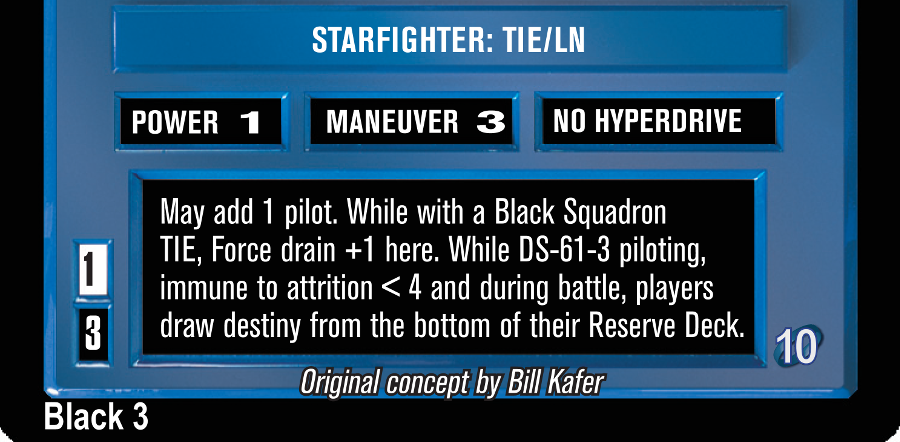 STARFIGHTER: TIE/LN
POWER 1 MANEUVER 3 NO HYPERDRIVE
May add 1 pilot. While with a Black Squadron
TIE, Force drain +1 here. While DS-61-3 piloting,
immune to attrition < 4 and during battle, players
draw destiny from the bottom of their Reserve Deck.
1
3
10
Original concept by Bill Kafer
Black 3